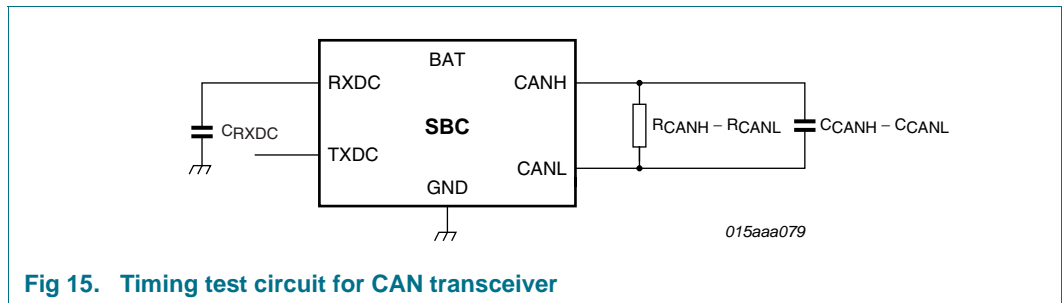 BAT
RXDC
CANH
CRXDC
SBC
RCANH – RCANL
CCANH – CCANL
TXDC
CANL
GND
015aaa079
Fig 15. Timing test circuit for CAN transceiver